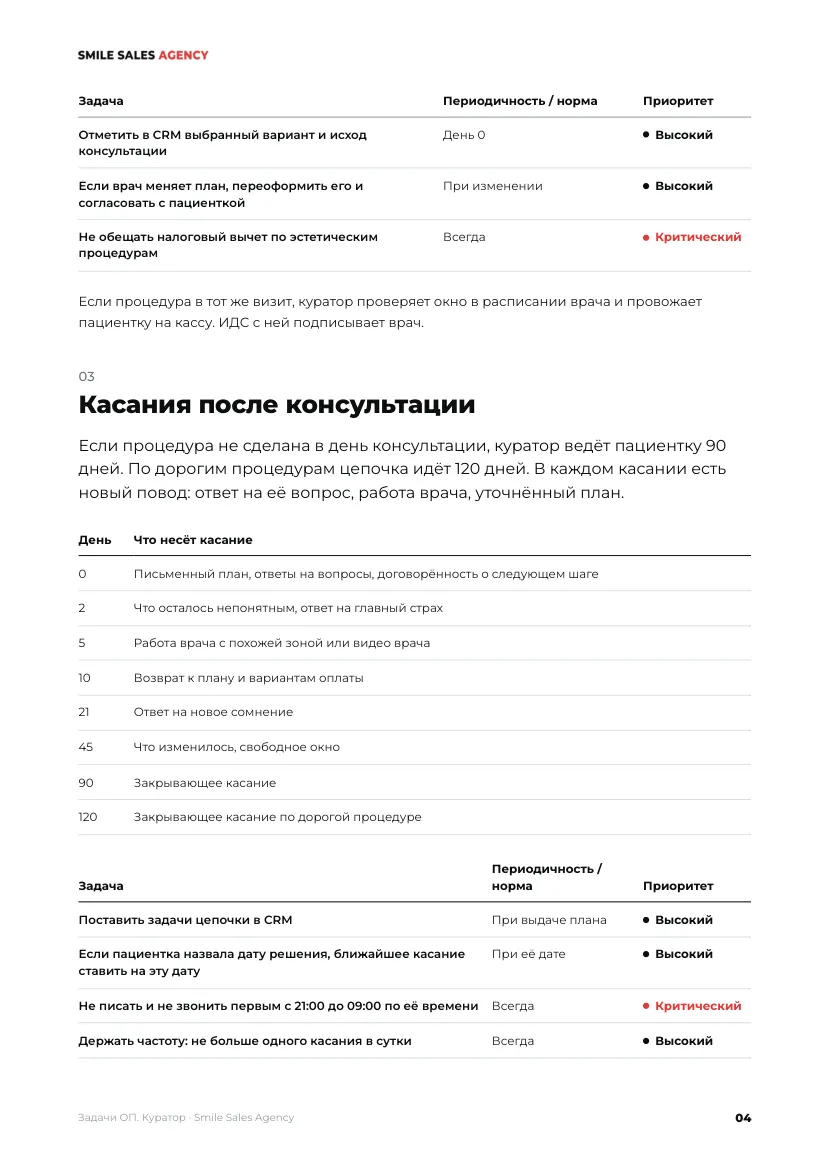 SMILE SALES AGENCY
Задача Периодичность / норма Приоритет
Отметить в CRM выбранный вариант и исход День 0 Высокий
консультации
Если врач меняет план, переоформить его и При изменении Высокий
согласовать с пациенткой
Не обещать налоговый вычет по эстетическим Всегда Критический
процедурам
Если процедура в тот же визит, куратор проверяет окно в расписании врача и провожает
пациентку на кассу. ИДС с ней подписывает врач.
03
Касания после консультации
Если процедура не сделана в день консультации, куратор ведёт пациентку 90
дней. По дорогим процедурам цепочка идёт 120 дней. В каждом касании есть
новый повод: ответ на её вопрос, работа врача, уточнённый план.
День Что несёт касание
0 Письменный план, ответы на вопросы, договорённость о следующем шаге
2 Что осталось непонятным, ответ на главный страх
5 Работа врача с похожей зоной или видео врача
10 Возврат к плану и вариантам оплаты
21 Ответ на новое сомнение
45 Что изменилось, свободное окно
90 Закрывающее касание
120 Закрывающее касание по дорогой процедуре
Периодичность /
Задача норма Приоритет
Поставить задачи цепочки в CRM При выдаче плана Высокий
Если пациентка назвала дату решения, ближайшее касание При её дате Высокий
ставить на эту дату
Не писать и не звонить первым с 21:00 до 09:00 по её времени Всегда Критический
Держать частоту: не больше одного касания в сутки Всегда Высокий
Задачи ОП. Куратор · Smile Sales Agency 04